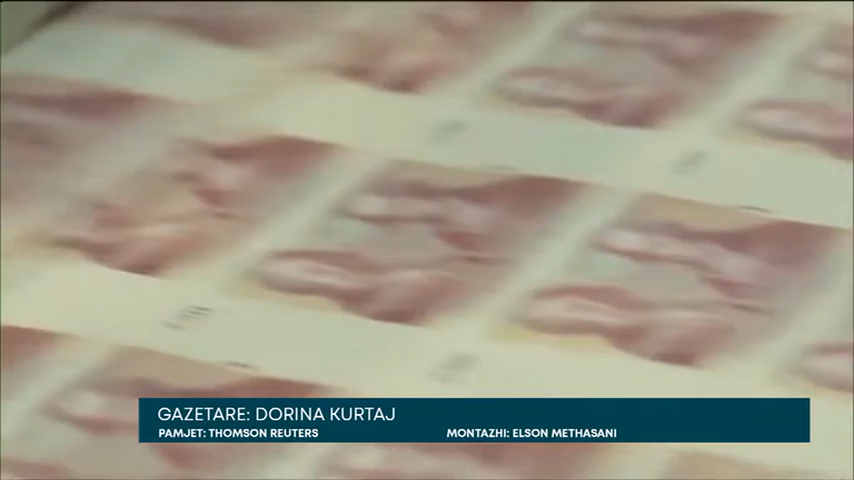 GAZETARE: DORINA KURTAJ
PAMJET: THOMSON REUTERS
MONTAZHI: ELSON METHASANI